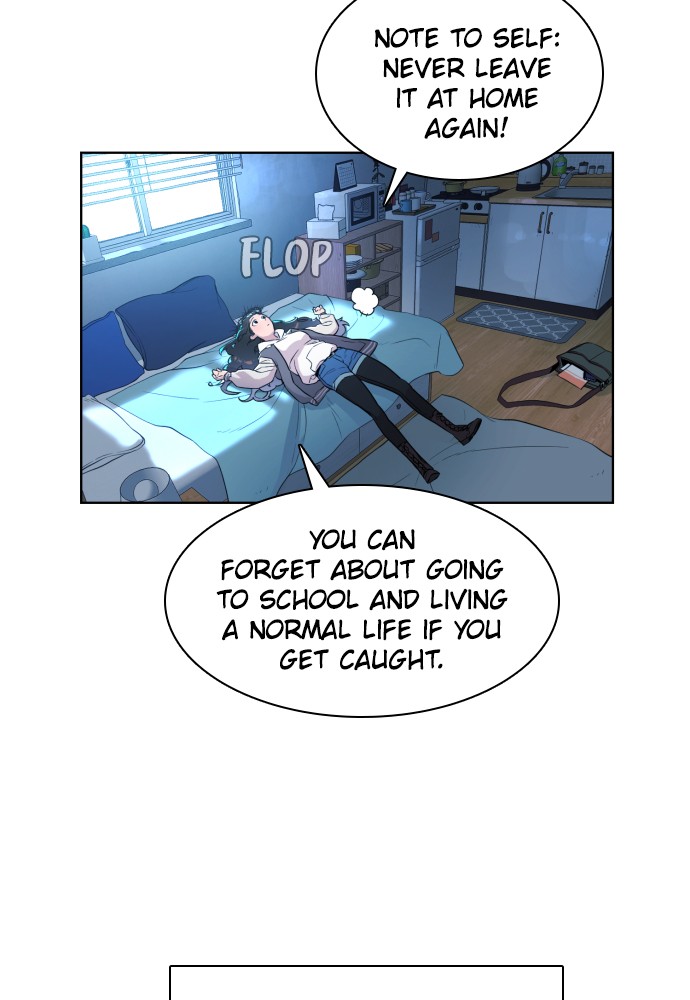 NOTE TO SELF:
NEVER LEAVE
IT AT HOME
AGAIN!
FLOP
YOU CAN
FORGET ABOUT GOING
TO SCHOOL AND LIVING
A NORMAL LIFE IF YOU
GET CAUGHT.